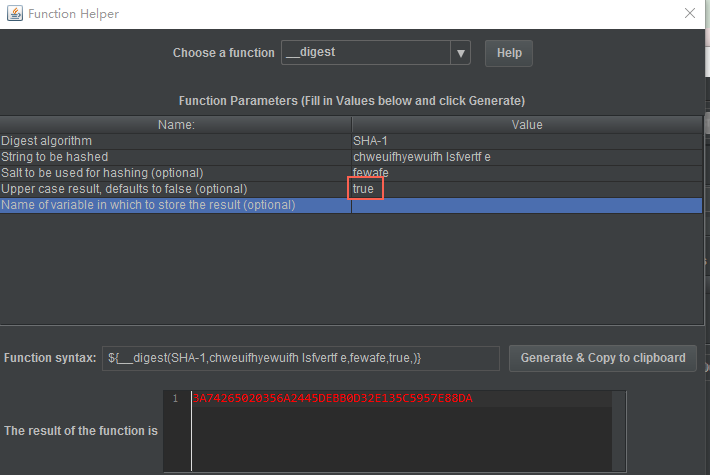 Function Helper
Choose a function __digest Help
Function Parameters (Fill in Values below and click Generate)
Name: Value
Digest algorithm SHA-1
String to be hashed chweuifhyewuifh lsfvertf e
Salt to be used for hashing (optional) fewafe
Upper case result, defaults to false (optional) true
Name of variable in which to store the result (optional)
Function syntax: ${__digest(SHA-1,chweuifhyewuifh lsfvertf e,fewafe,true,)} Generate & Copy to clipboard
1 3A74265020356A2445DEBB0D32E135C5957E88DA
The result of the function is